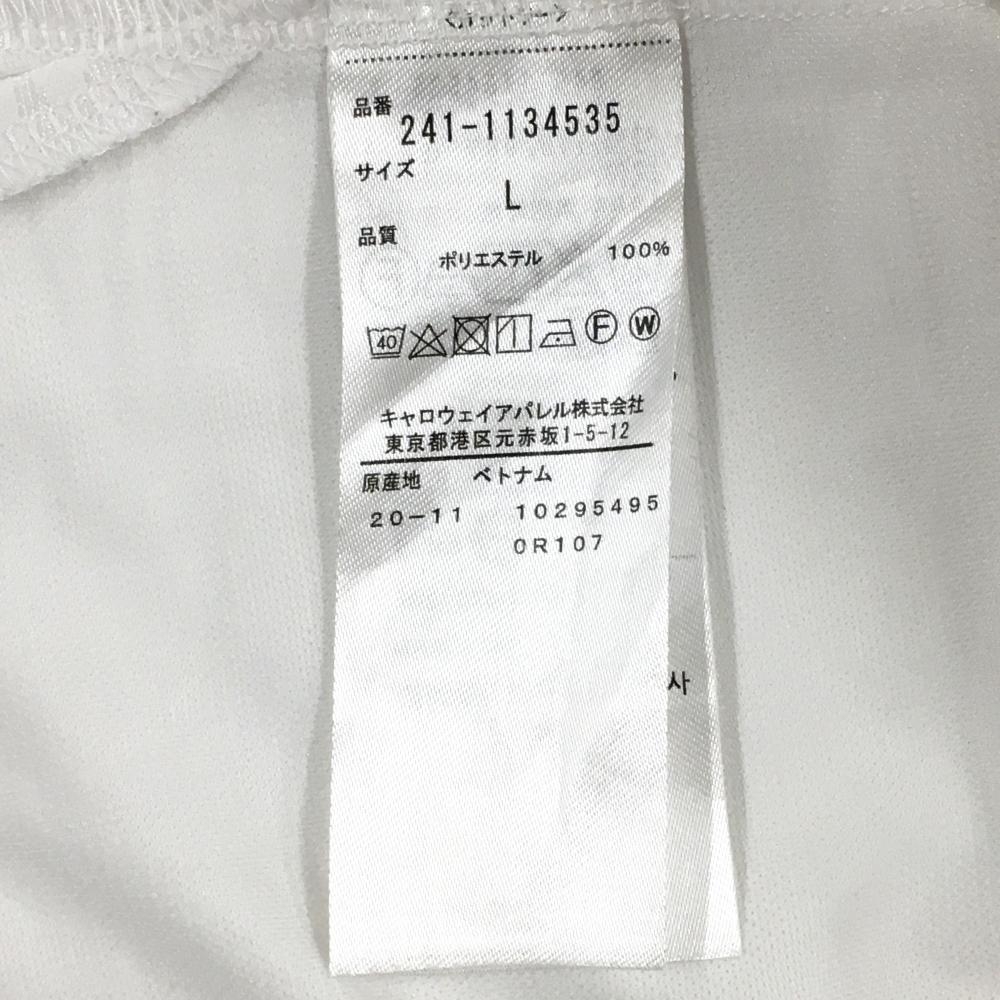 品番
241-1134535
サイズ
L
品質
ポリエステル 100%
40
F W
キャロウェイアパレル株式会社
東京都港区元赤坂1-5-12
原産地 ベトナム
20-11 10295495
0R107
사